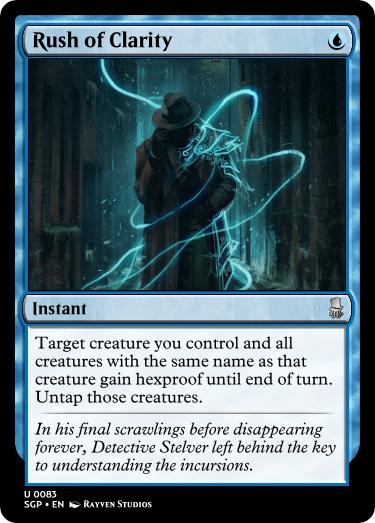 Rush of Clarity
Instant
Target creature you control and all
creatures with the same name as that
creature gain hexproof until end of turn.
Untap those creatures.
In his final scrawlings before disappearing
forever, Detective Stelver left behind the key
to understanding the incursions.
U 0083
SGP • EN Rayven Studios